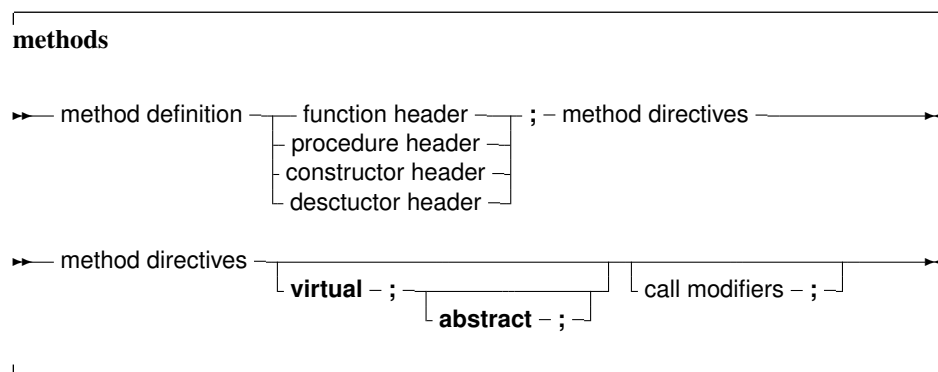 methods
method definition function header ; method directives
procedure header
constructor header
desctuctor header
method directives
virtual ; call modifiers ;
abstract ;